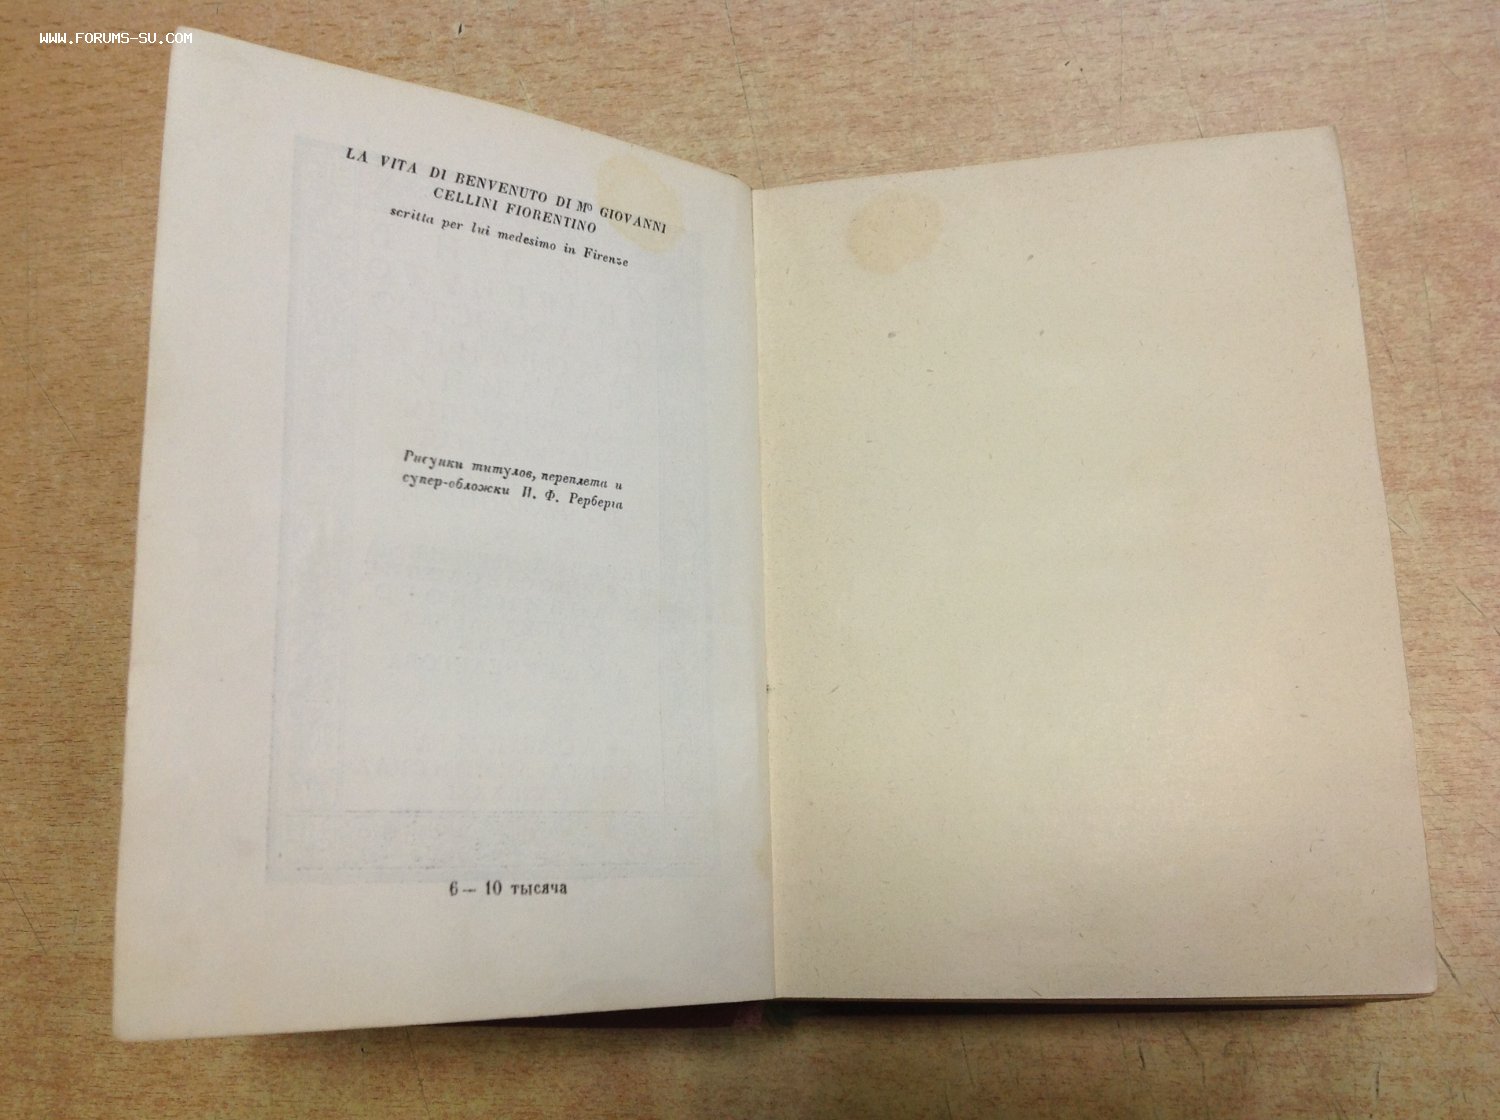 WWW.FORUMS-SU.COM
LA VITA DI BENVENUTO DI Mº GIOVANNI
CELLINI FIORENTINO
scritta per lui medesimo in Firenze
Рисунки титулов, переплета и
супер-обложки И. Ф. Рерберга
6 — 10 тысяча